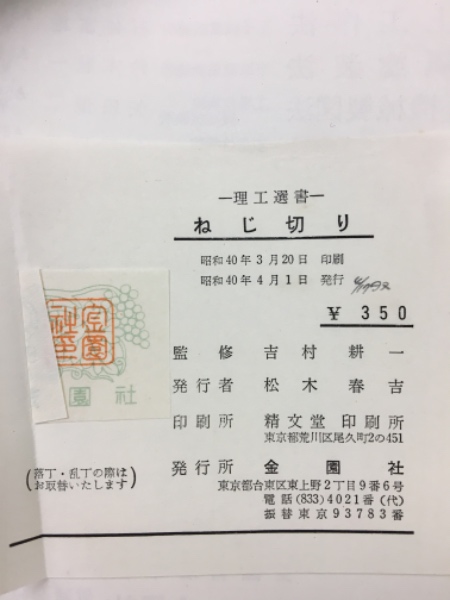 ―理工選書―
ねじ切り
昭和40年3月20日 印刷
昭和40年4月1日 発行
¥350
監修 吉村耕一
発行者 松木春吉
印刷所 精文堂印刷所
東京都荒川区尾久町2の451
発行所 金園社
東京都台東区東上野2丁目9番6号
電話(833)4021番(代)
振替東京93783番
(落丁・乱丁の際は
お取替いたします)
金園社印
園社